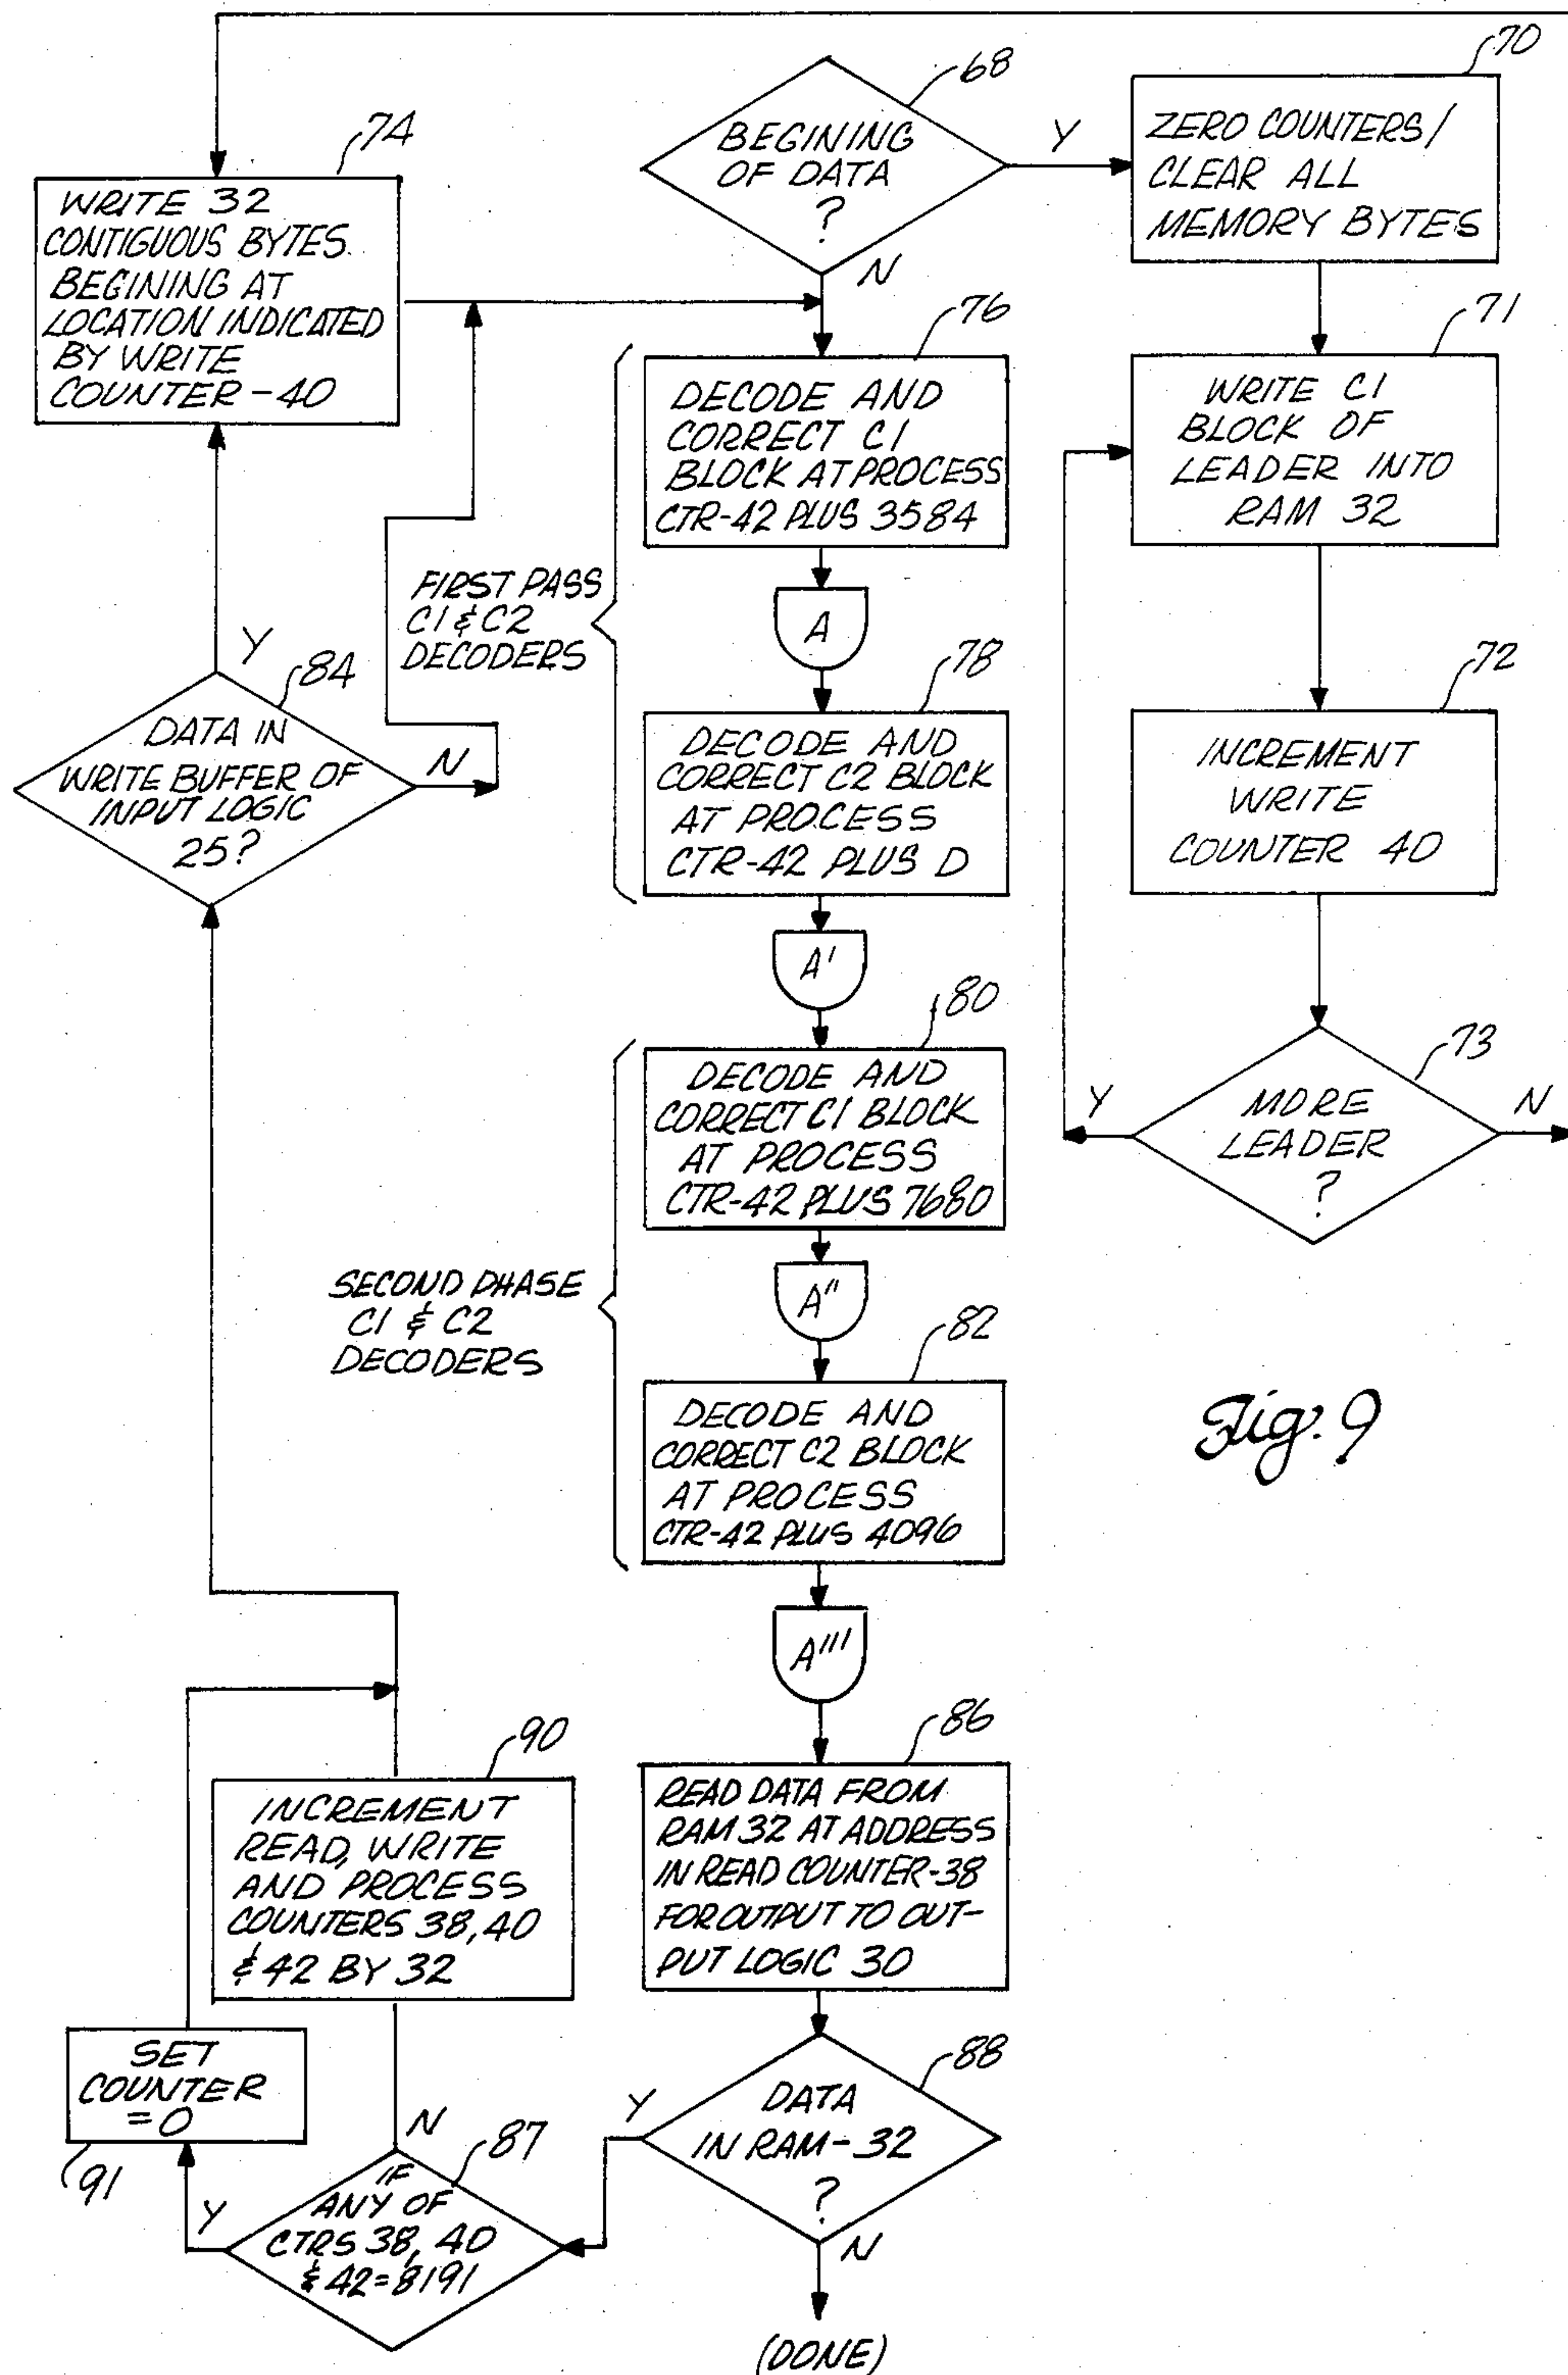 68
BEGINING
OF DATA
?
Y
N
70
ZERO COUNTERS/
CLEAR ALL
MEMORY BYTES
74
WRITE 32
CONTIGUOUS BYTES
BEGINING AT
LOCATION INDICATED
BY WRITE
COUNTER-40
76
DECODE AND
CORRECT C1
BLOCK AT PROCESS
CTR-42 PLUS 3584
71
WRITE C1
BLOCK OF
LEADER INTO
RAM 32
FIRST PASS
C1 & C2
DECODERS
A
Y
84
DATA IN
WRITE BUFFER OF
INPUT LOGIC
25?
N
78
DECODE AND
CORRECT C2 BLOCK
AT PROCESS
CTR-42 PLUS D
72
INCREMENT
WRITE
COUNTER 40
A'
80
DECODE AND
CORRECT C1 BLOCK
AT PROCESS
CTR-42 PLUS 7680
73
MORE
LEADER
?
Y
N
SECOND PHASE
C1 & C2
DECODERS
A"
82
DECODE AND
CORRECT C2 BLOCK
AT PROCESS
CTR-42 PLUS 4096
Fig. 9
A'''
86
READ DATA FROM
RAM 32 AT ADDRESS
IN READ COUNTER-38
FOR OUTPUT TO OUT-
PUT LOGIC 30
90
INCREMENT
READ, WRITE
AND PROCESS
COUNTERS 38, 40
& 42 BY 32
SET
COUNTER
=0
91
88
DATA
IN RAM-32
?
Y
N
87
IF
ANY OF
CTRS 38, 40
& 42=8191
N
Y
(DONE)